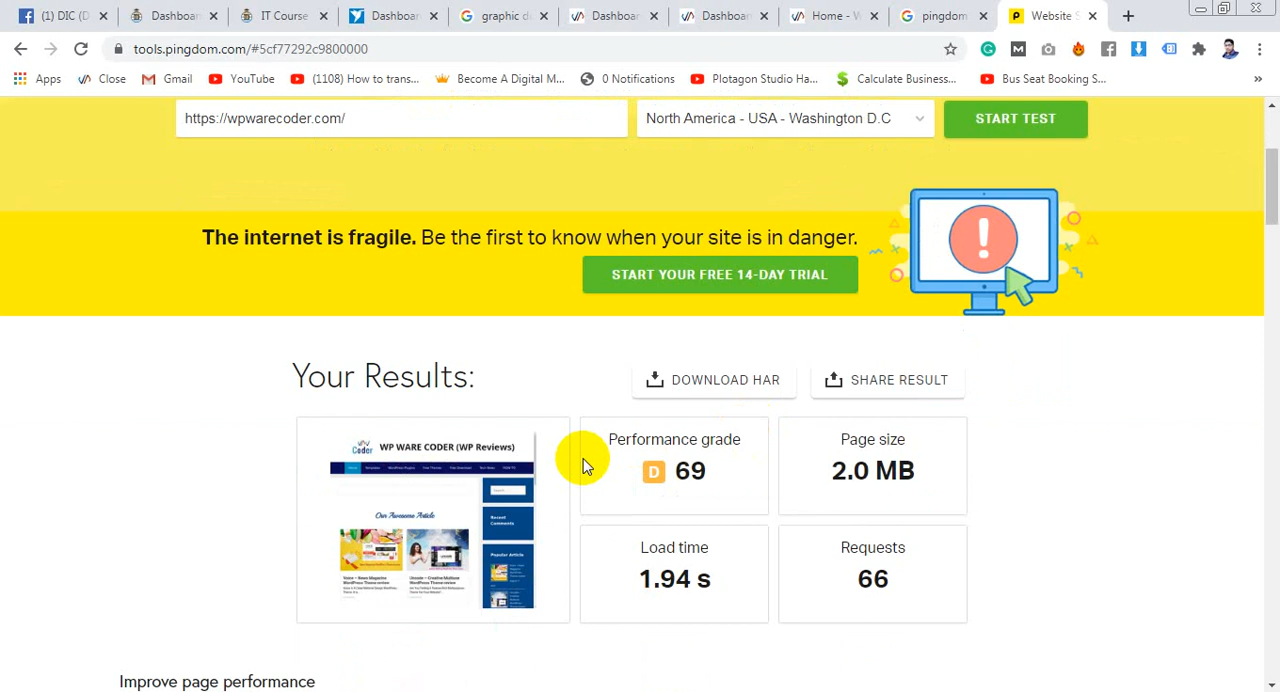 (1) DIC (D
Dashboar
IT Course
Dashboar
graphic d
Dashboar
Dashboar
Home - W
pingdom
Website S
tools.pingdom.com/#5cf77292c9800000
Apps
Close
Gmail
YouTube
(1108) How to trans...
Become A Digital M...
0 Notifications
Plotagon Studio Ha...
Calculate Business...
Bus Seat Booking S...
»
https://wpwarecoder.com/
North America - USA - Washington D.C
START TEST
The internet is fragile. Be the first to know when your site is in danger.
START YOUR FREE 14-DAY TRIAL
Your Results:
DOWNLOAD HAR
SHARE RESULT
Coder
WP WARE CODER (WP Reviews)
Our Awesome Article
Recent
Comments
Popular Article
Performance grade
D 69
Page size
2.0 MB
Load time
1.94 s
Requests
66
Improve page performance